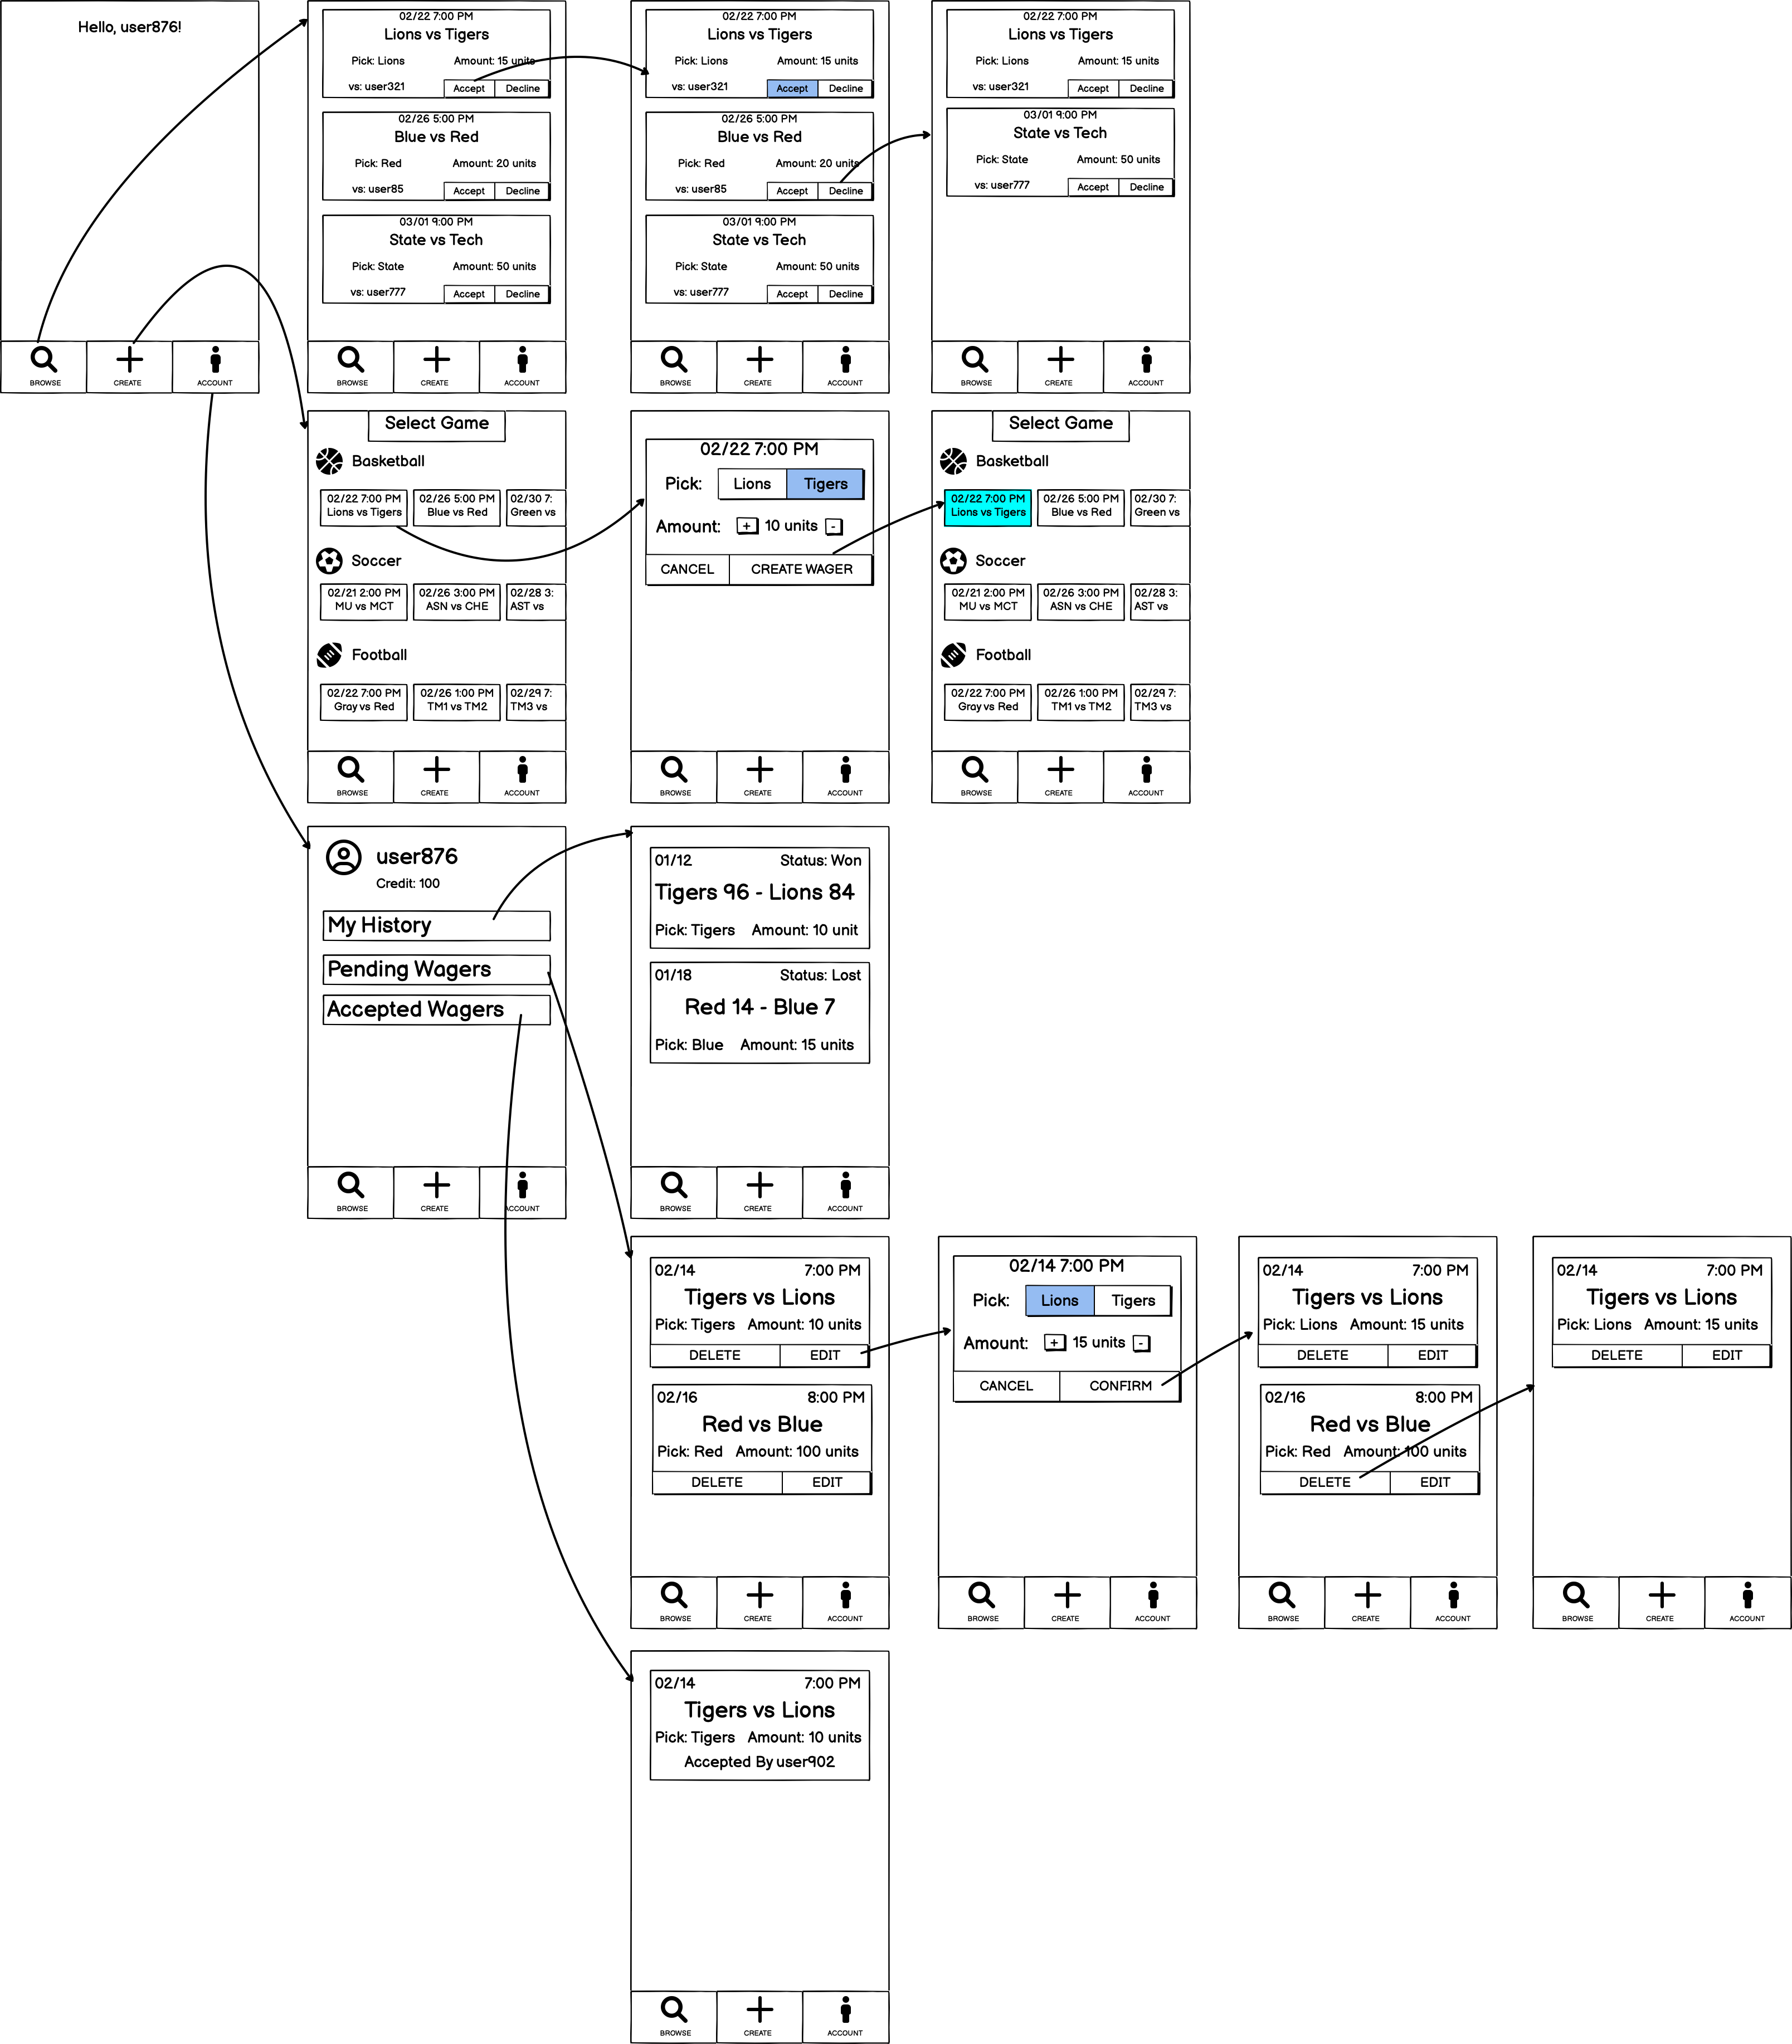 Hello, user876!
BROWSE CREATE ACCOUNT
02/22 7:00 PM
Lions vs Tigers
Pick: Lions Amount: 15 units
vs: user321 Accept Decline
02/26 5:00 PM
Blue vs Red
Pick: Red Amount: 20 units
vs: user85 Accept Decline
03/01 9:00 PM
State vs Tech
Pick: State Amount: 50 units
vs: user777 Accept Decline
BROWSE CREATE ACCOUNT
02/22 7:00 PM
Lions vs Tigers
Pick: Lions Amount: 15 units
vs: user321 Accept Decline
02/26 5:00 PM
Blue vs Red
Pick: Red Amount: 20 units
vs: user85 Accept Decline
03/01 9:00 PM
State vs Tech
Pick: State Amount: 50 units
vs: user777 Accept Decline
BROWSE CREATE ACCOUNT
02/22 7:00 PM
Lions vs Tigers
Pick: Lions Amount: 15 units
vs: user321 Accept Decline
03/01 9:00 PM
State vs Tech
Pick: State Amount: 50 units
vs: user777 Accept Decline
BROWSE CREATE ACCOUNT
Select Game
Basketball
02/22 7:00 PM 02/26 5:00 PM 02/30 7:
Lions vs Tigers Blue vs Red Green vs
Soccer
02/21 2:00 PM 02/26 3:00 PM 02/28 3:
MU vs MCT ASN vs CHE AST vs
Football
02/22 7:00 PM 02/26 1:00 PM 02/29 7:
Gray vs Red TM1 vs TM2 TM3 vs
BROWSE CREATE ACCOUNT
02/22 7:00 PM
Pick: Lions Tigers
Amount: + 10 units -
CANCEL CREATE WAGER
BROWSE CREATE ACCOUNT
Select Game
Basketball
02/22 7:00 PM 02/26 5:00 PM 02/30 7:
Lions vs Tigers Blue vs Red Green vs
Soccer
02/21 2:00 PM 02/26 3:00 PM 02/28 3:
MU vs MCT ASN vs CHE AST vs
Football
02/22 7:00 PM 02/26 1:00 PM 02/29 7:
Gray vs Red TM1 vs TM2 TM3 vs
BROWSE CREATE ACCOUNT
user876
Credit: 100
My History
Pending Wagers
Accepted Wagers
BROWSE CREATE ACCOUNT
01/12 Status: Won
Tigers 96 - Lions 84
Pick: Tigers Amount: 10 unit
01/18 Status: Lost
Red 14 - Blue 7
Pick: Blue Amount: 15 units
BROWSE CREATE ACCOUNT
02/14 7:00 PM
Tigers vs Lions
Pick: Tigers Amount: 10 units
DELETE EDIT
02/16 8:00 PM
Red vs Blue
Pick: Red Amount: 100 units
DELETE EDIT
BROWSE CREATE ACCOUNT
02/14 7:00 PM
Pick: Lions Tigers
Amount: + 15 units -
CANCEL CONFIRM
BROWSE CREATE ACCOUNT
02/14 7:00 PM
Tigers vs Lions
Pick: Lions Amount: 15 units
DELETE EDIT
02/16 8:00 PM
Red vs Blue
Pick: Red Amount: 100 units
DELETE EDIT
BROWSE CREATE ACCOUNT
02/14 7:00 PM
Tigers vs Lions
Pick: Lions Amount: 15 units
DELETE EDIT
BROWSE CREATE ACCOUNT
02/14 7:00 PM
Tigers vs Lions
Pick: Tigers Amount: 10 units
Accepted By user902
BROWSE CREATE ACCOUNT